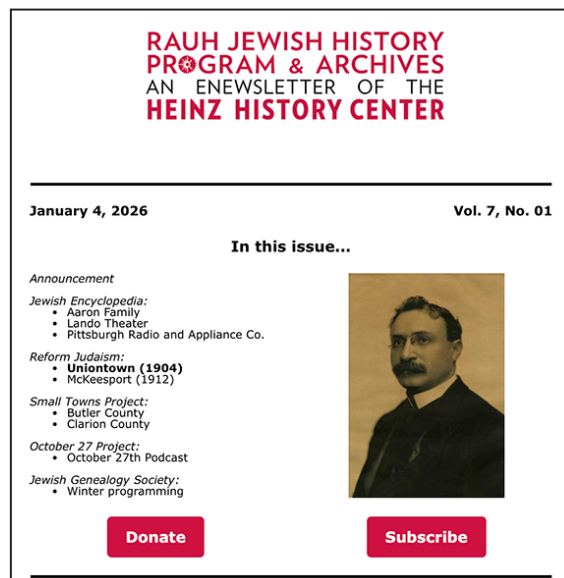 RAUH JEWISH HISTORY
PROGRAM & ARCHIVES
AN ENEWSLETTER OF THE
HEINZ HISTORY CENTER
January 4, 2026
Vol. 7, No. 01
In this issue...
Announcement
Jewish Encyclopedia:
• Aaron Family
• Lando Theater
• Pittsburgh Radio and Appliance Co.
Reform Judaism:
• Uniontown (1904)
• McKeesport (1912)
Small Towns Project:
• Butler County
• Clarion County
October 27 Project:
• October 27th Podcast
Jewish Genealogy Society:
• Winter programming
Donate
Subscribe